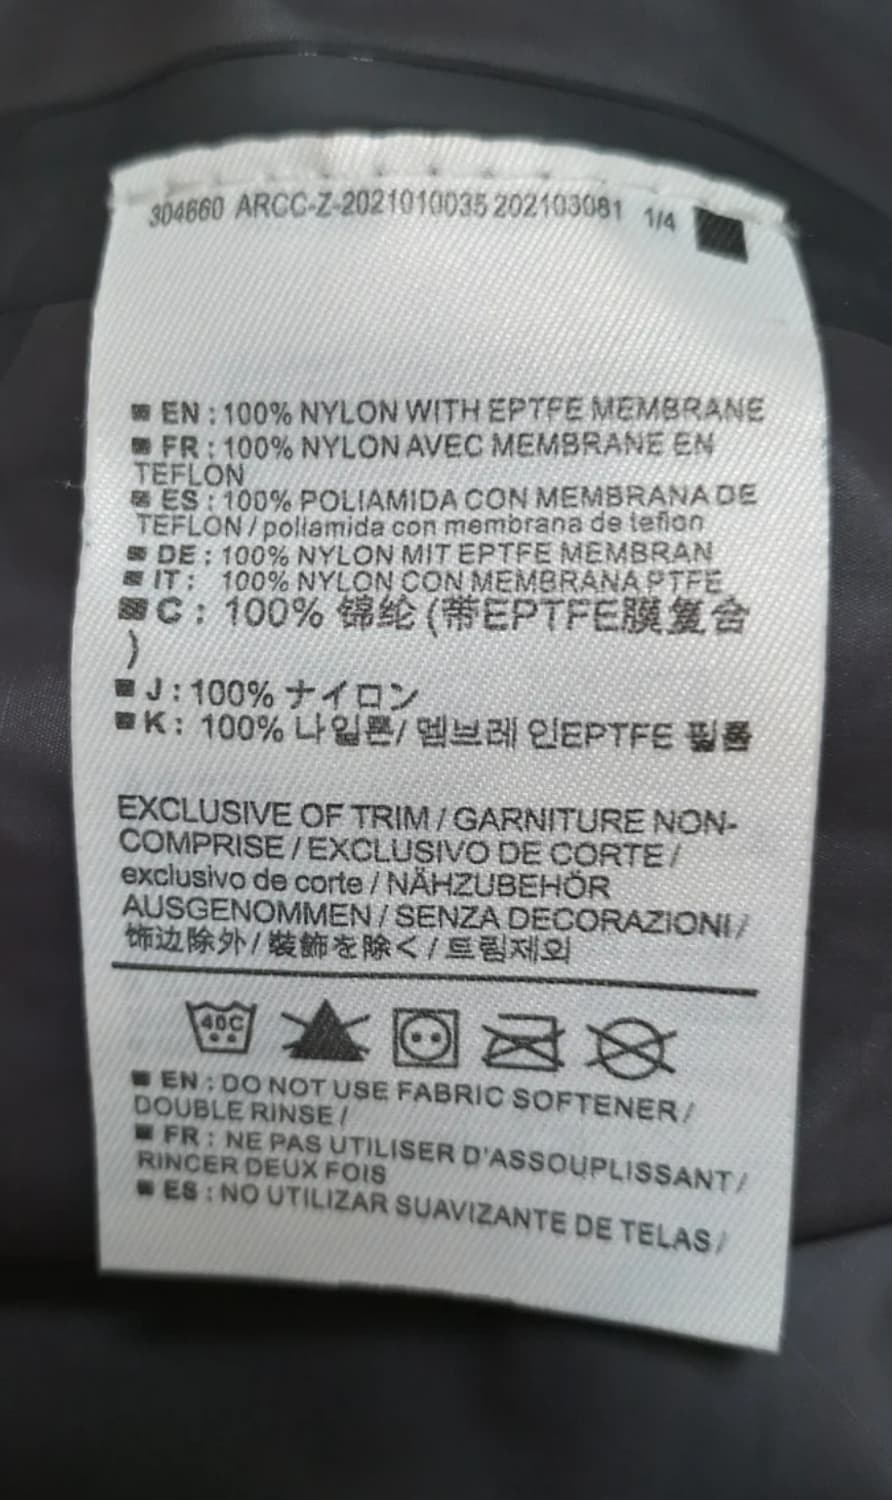 304660 ARCC-Z-2021010035 202103081 1/4
EN : 100% NYLON WITH EPTFE MEMBRANE
FR : 100% NYLON AVEC MEMBRANE EN
TEFLON
ES : 100% POLIAMIDA CON MEMBRANA DE
TEFLON / poliamida con membrana de teflon
DE : 100% NYLON MIT EPTFE MEMBRAN
IT : 100% NYLON CON MEMBRANA PTFE
C : 100% 锦纶 (带EPTFE膜复合
)
J : 100% ナイロン
K : 100% 나일론/ 멤브레 인EPTFE 필름
EXCLUSIVE OF TRIM / GARNITURE NON-
COMPRISE / EXCLUSIVO DE CORTE /
exclusivo de corte / NÄHZUBEHÖR
AUSGENOMMEN / SENZA DECORAZIONI /
饰边除外 / 裝飾を除く / 트림제외
40C
EN : DO NOT USE FABRIC SOFTENER /
DOUBLE RINSE /
FR : NE PAS UTILISER D'ASSOUPLISSANT /
RINCER DEUX FOIS
ES : NO UTILIZAR SUAVIZANTE DE TELAS /